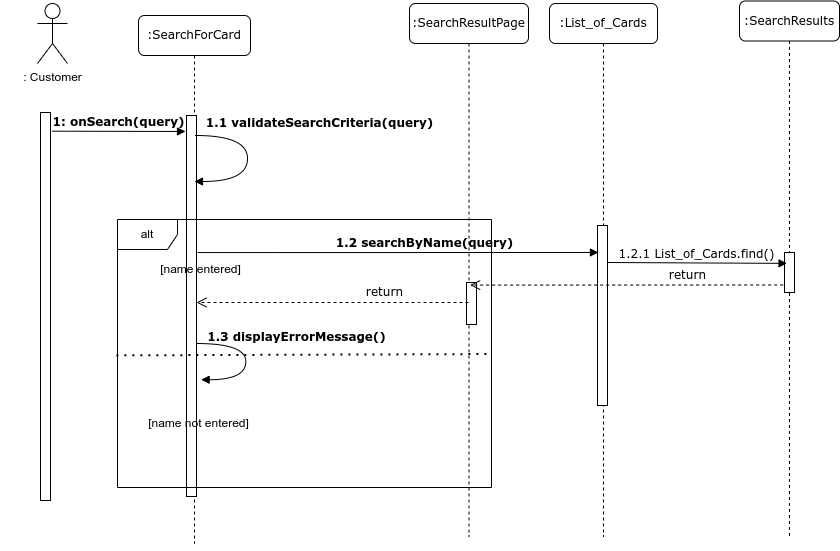 :SearchForCard
:SearchResultPage
:List_of_Cards
:SearchResults
: Customer
1: onSearch(query)
1.1 validateSearchCriteria(query)
alt
1.2 searchByName(query)
1.2.1 List_of_Cards.find()
[name entered]
return
return
1.3 displayErrorMessage()
[name not entered]